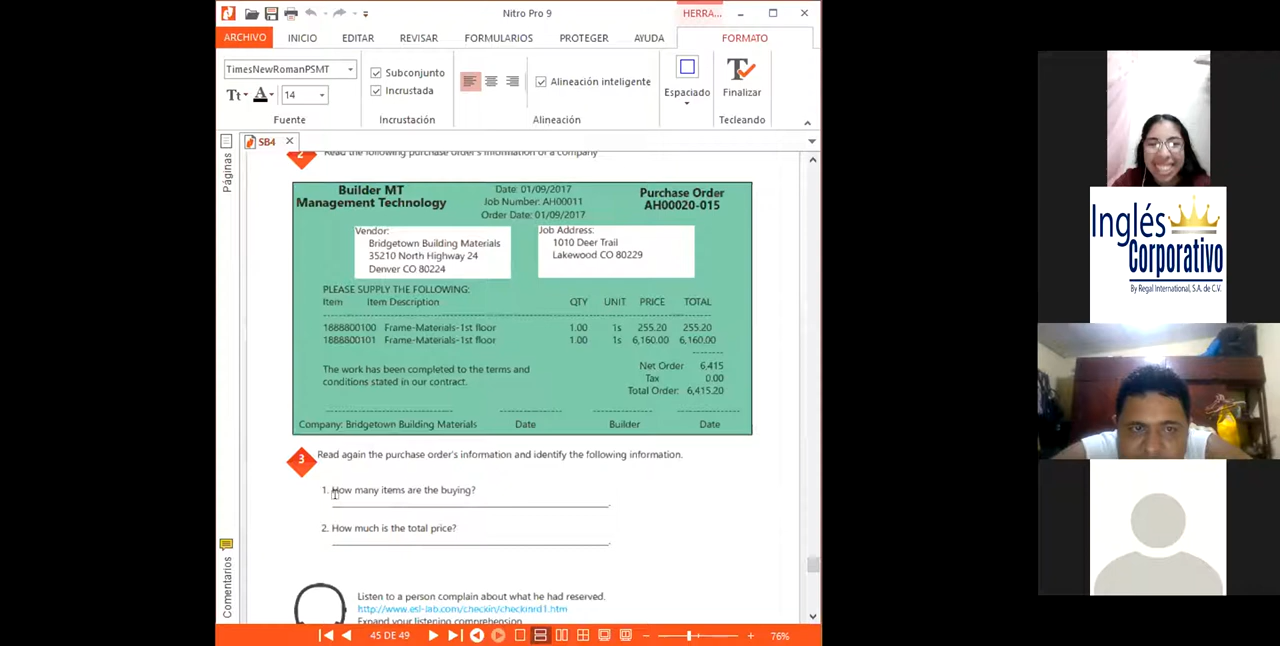 Nitro Pro 9
HERRA...
ARCHIVO INICIO EDITAR REVISAR FORMULARIOS PROTEGER AYUDA FORMATO
TimesNewRomanPSMT
Tt A 14
Fuente
Subconjunto
Incrustada
Incrustación
Alineación inteligente
Alineación
Espaciado
Finalizar
Tecleando
SB4
Páginas
Comentarios
2 Read the following purchase order's information of a company
Builder MT
Management Technology
Date: 01/09/2017
Job Number: AH00011
Order Date: 01/09/2017
Purchase Order
AH00020-015
Vendor:
Bridgetown Building Materials
35210 North Highway 24
Denver CO 80224
Job Address:
1010 Deer Trail
Lakewood CO 80229
PLEASE SUPPLY THE FOLLOWING:
Item Item Description QTY UNIT PRICE TOTAL
1888800100 Frame-Materials-1st floor 1.00 1s 255.20 255.20
1888800101 Frame-Materials-1st floor 1.00 1s 6,160.00 6,160.00
The work has been completed to the terms and
conditions stated in our contract.
Net Order 6,415
Tax 0.00
Total Order: 6,415.20
Company: Bridgetown Building Materials Date Builder Date
3 Read again the purchase order's information and identify the following information.
1. How many items are the buying?
2. How much is the total price?
Listen to a person complain about what he had reserved.
http://www.esl-lab.com/checkin/checkinrd1.htm
Expand your listening comprehension
45 DE 49
76%
Inglés
Corporativo
By Regal International, S.A. de C.V.